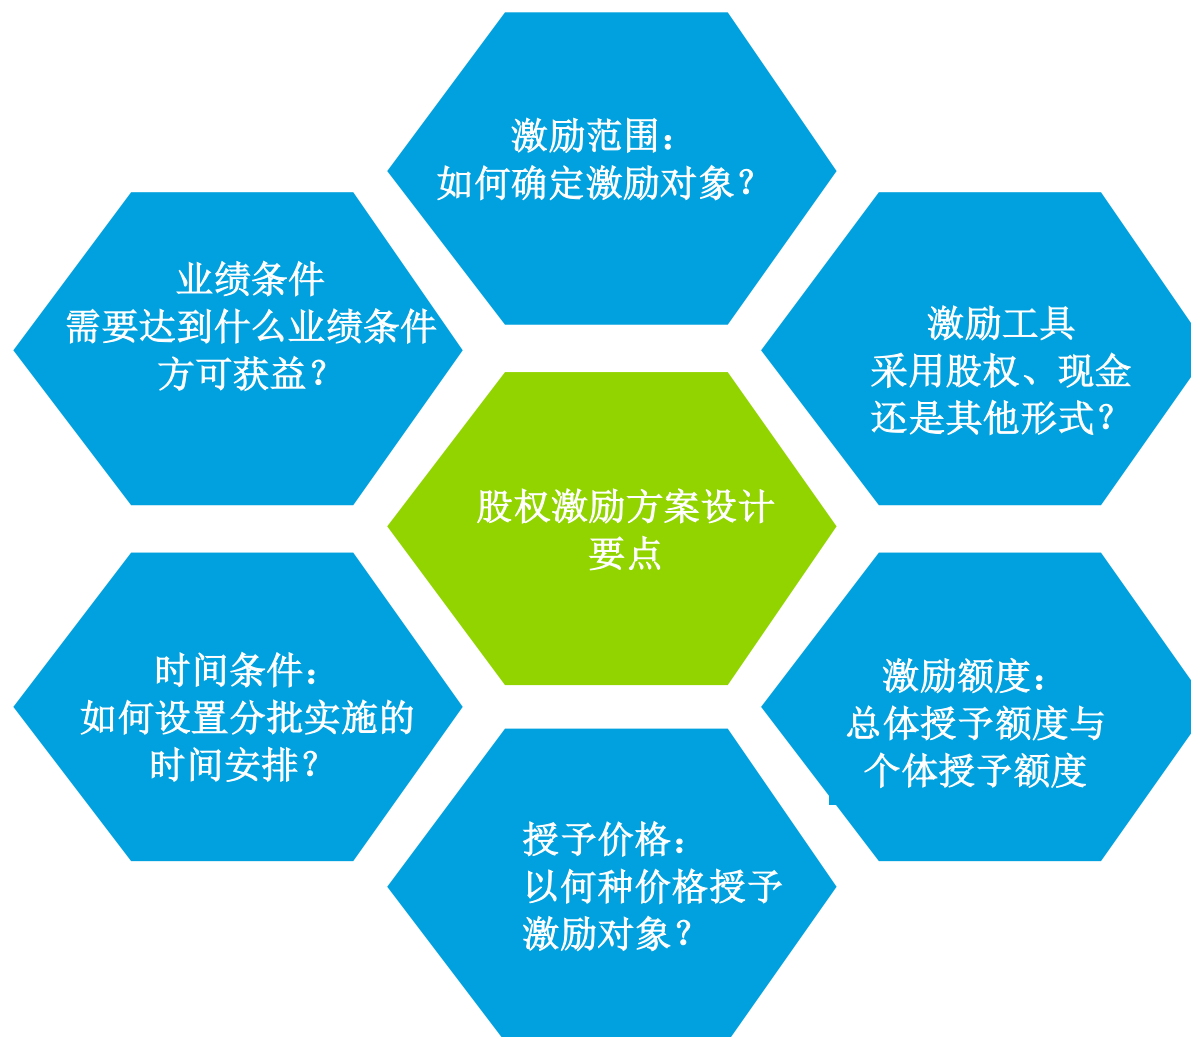 激励范围：
如何确定激励对象？
业绩条件
需要达到什么业绩条件
方可获益？
激励工具
采用股权、现金
还是其他形式？
股权激励方案设计
要点
时间条件：
如何设置分批实施的
时间安排？
激励额度：
总体授予额度与
个体授予额度
授予价格：
以何种价格授予
激励对象？